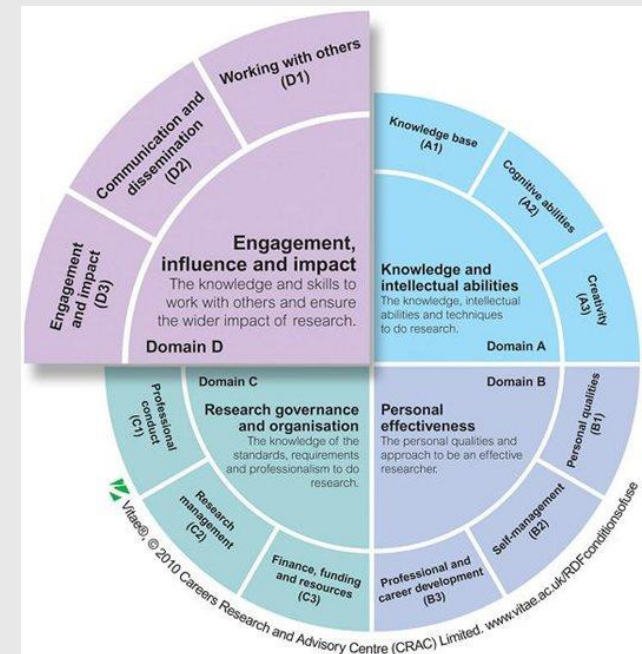 Working with others
(D1)
Communication and
dissemination
(D2)
Engagement
and impact
(D3)
Engagement,
influence and impact
The knowledge and skills to
work with others and ensure
the wider impact of research.
Domain D
Knowledge base
(A1)
Cognitive abilities
(A2)
Creativity
(A3)
Knowledge and
intellectual abilities
The knowledge, intellectual
abilities and techniques
to do research.
Domain A
Domain B
Personal
effectiveness
The personal qualities and
approach to be an effective
researcher.
Personal qualities
(B1)
Self-management
(B2)
Professional and
career development
(B3)
Domain C
Research governance
and organisation
The knowledge of the
standards, requirements
and professionalism to do
research.
Professional
conduct
(C1)
Research
management
(C2)
Finance, funding
and resources
(C3)
Vitae®, © 2010 Careers Research and Advisory Centre (CRAC) Limited. www.vitae.ac.uk/RDFconditionsofuse